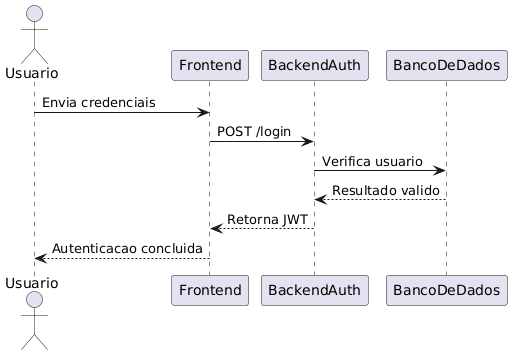 Usuario
Frontend
BackendAuth
BancoDeDados
Envia credenciais
POST /login
Verifica usuario
Resultado valido
Retorna JWT
Autenticacao concluida
Usuario
Frontend
BackendAuth
BancoDeDados